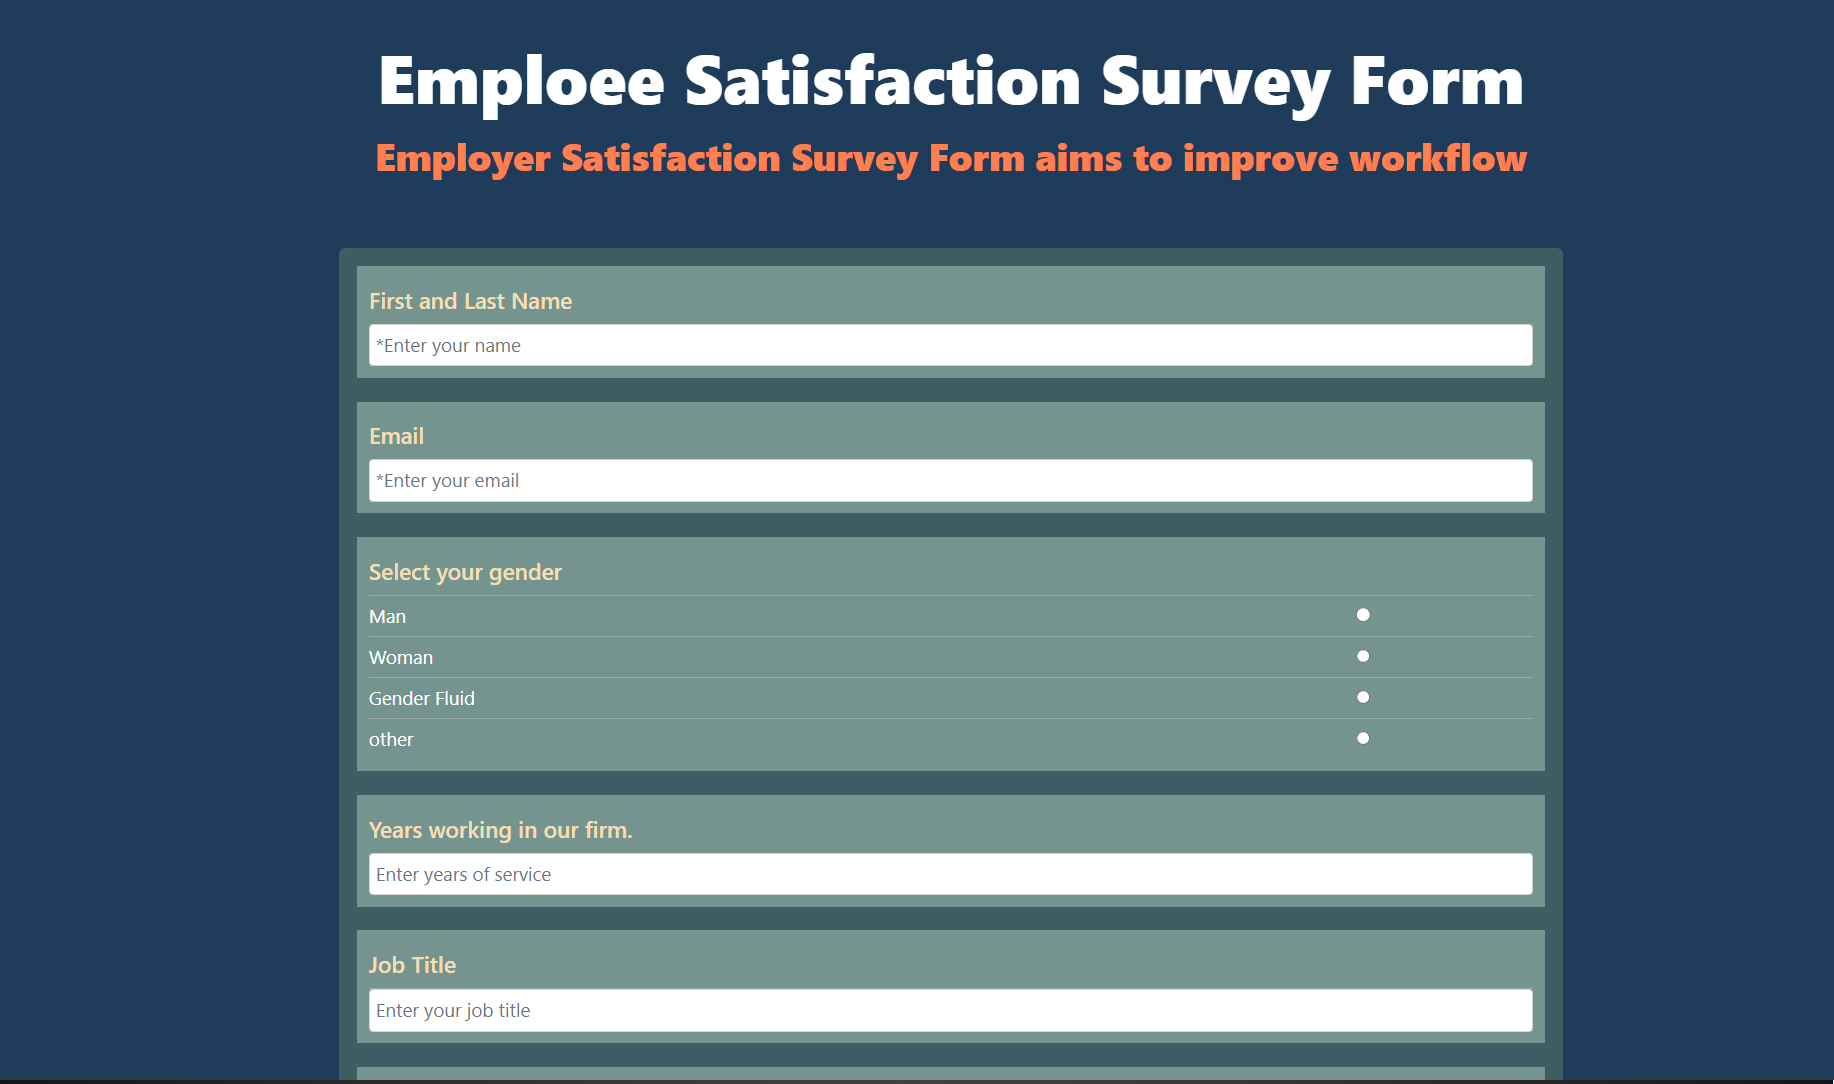 Emploee Satisfaction Survey Form
Employer Satisfaction Survey Form aims to improve workflow
First and Last Name
*Enter your name
Email
*Enter your email
Select your gender
Man
Woman
Gender Fluid
other
Years working in our firm.
Enter years of service
Job Title
Enter your job title